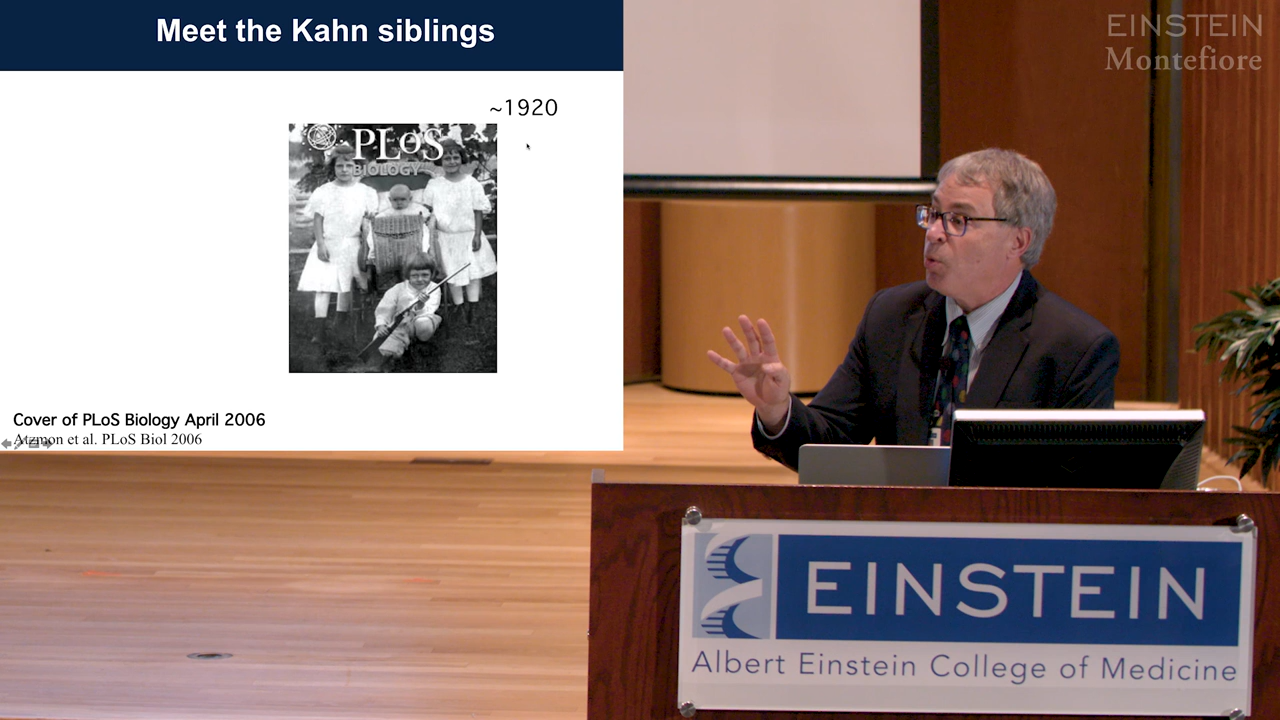 Meet the Kahn siblings
~1920
PLoS
BIOLOGY
Cover of PLoS Biology April 2006
Atzmon et al. PLoS Biol 2006
EINSTEIN
Montefiore
EINSTEIN
Albert Einstein College of Medicine